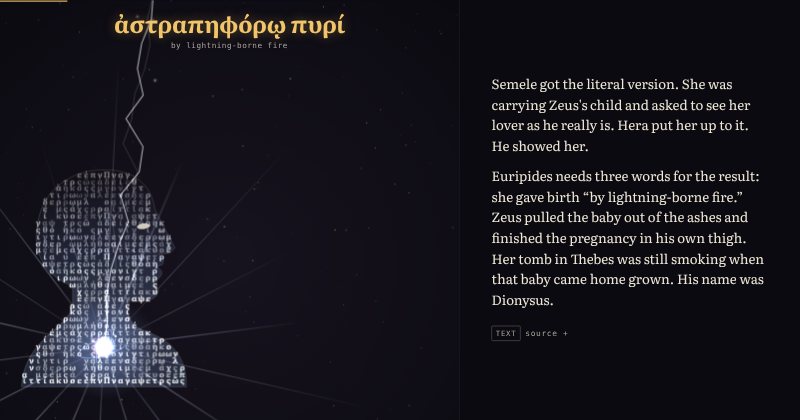 ἀστραπηφόρῳ πυρί
by lightning-borne fire
Semele got the literal version. She was
carrying Zeus's child and asked to see her
lover as he really is. Hera put her up to it.
He showed her.
Euripides needs three words for the result:
she gave birth “by lightning-borne fire.”
Zeus pulled the baby out of the ashes and
finished the pregnancy in his own thigh.
Her tomb in Thebes was still smoking when
that baby came home grown. His name was
Dionysus.
TEXT source +